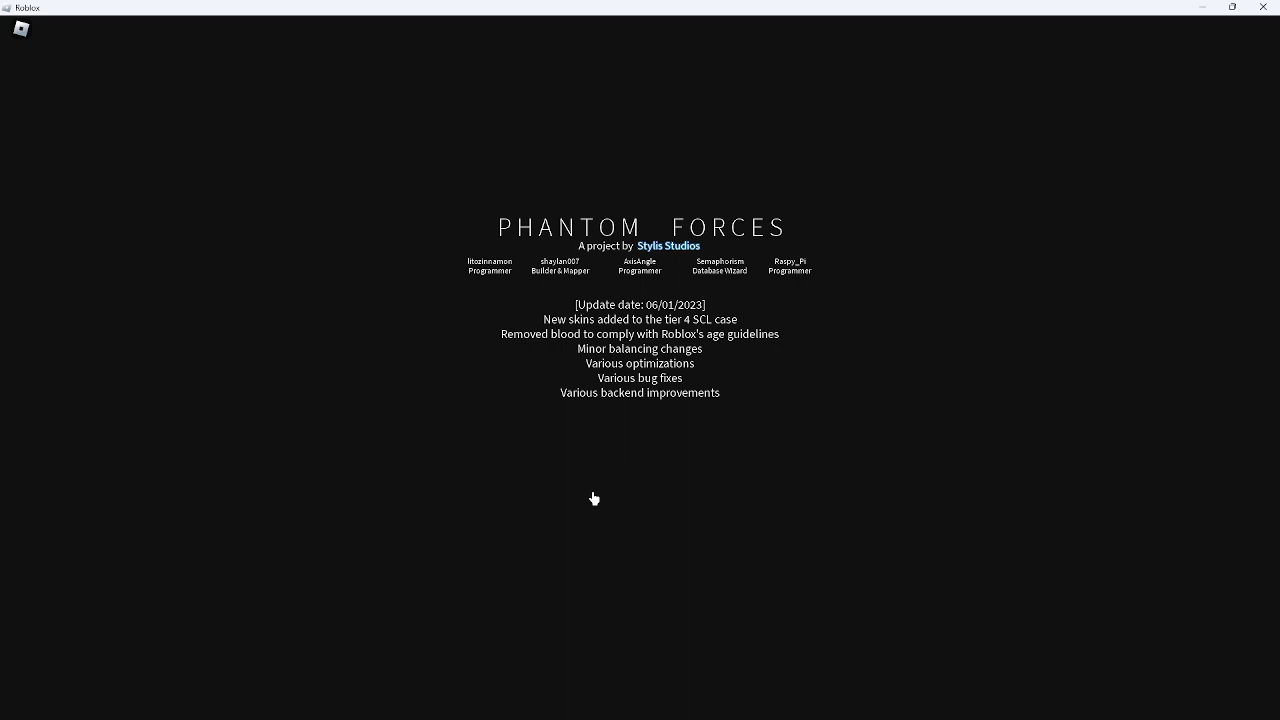 Roblox
PHANTOM FORCES
A project by Stylis Studios
litozinnamon shaylan007 AxisAngle Semaphorism Raspy_Pi
Programmer Builder & Mapper Programmer Database Wizard Programmer
[Update date: 06/01/2023]
New skins added to the tier 4 SCL case
Removed blood to comply with Roblox's age guidelines
Minor balancing changes
Various optimizations
Various bug fixes
Various backend improvements